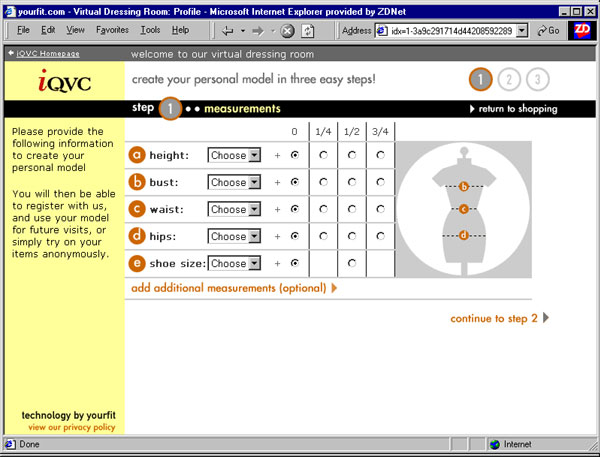 yourfit.com - Virtual Dressing Room: Profile - Microsoft Internet Explorer provided by ZDNet
File Edit View Favorites Tools Help
Address idx=1-3a9c291714d44208592289 Go ZD
iQVC Homepage welcome to our virtual dressing room
iQVC create your personal model in three easy steps! 1 2 3
step 1 measurements return to shopping
Please provide the
following information
to create your
personal model
You will then be able
to register with us,
and use your model
for future visits, or
simply try on your
items anonymously.
0 1/4 1/2 3/4
a height: Choose +
b bust: Choose +
c waist: Choose +
d hips: Choose +
e shoe size: Choose +
b
c
d
add additional measurements (optional)
continue to step 2
technology by yourfit
view our privacy policy
Done Internet